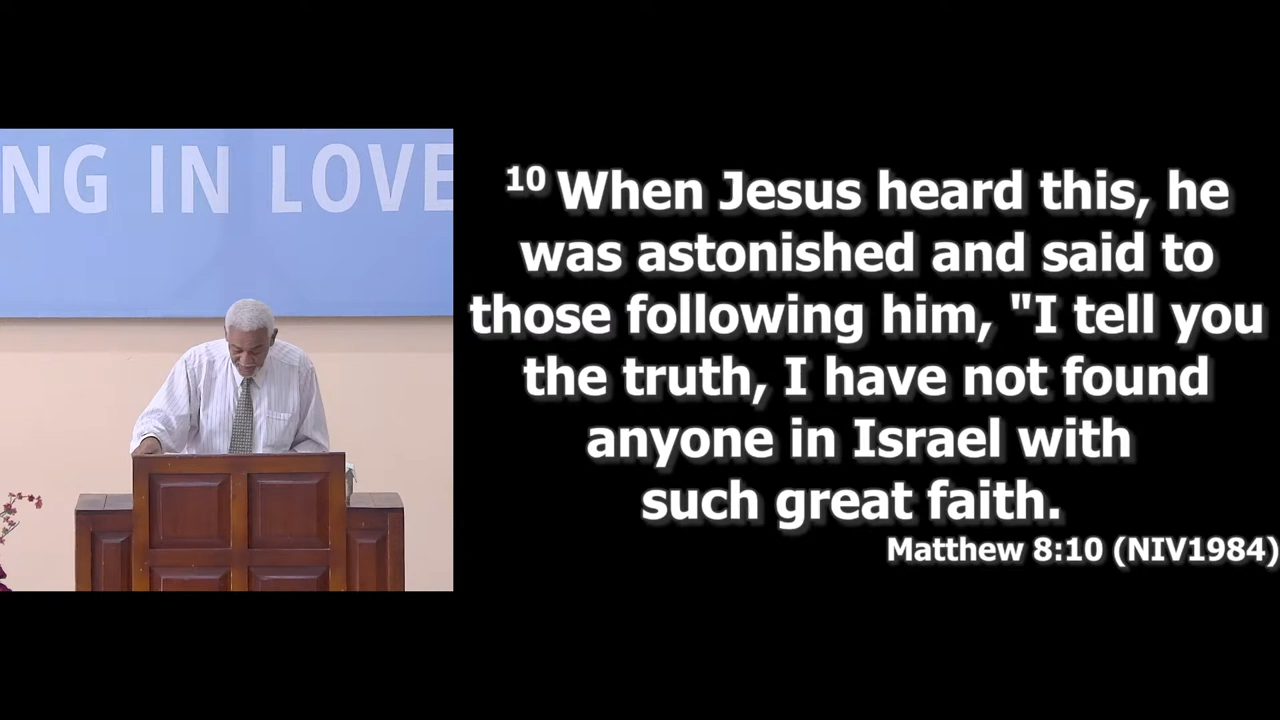 NG IN LOVE
10 When Jesus heard this, he
was astonished and said to
those following him, "I tell you
the truth, I have not found
anyone in Israel with
such great faith.
Matthew 8:10 (NIV1984)